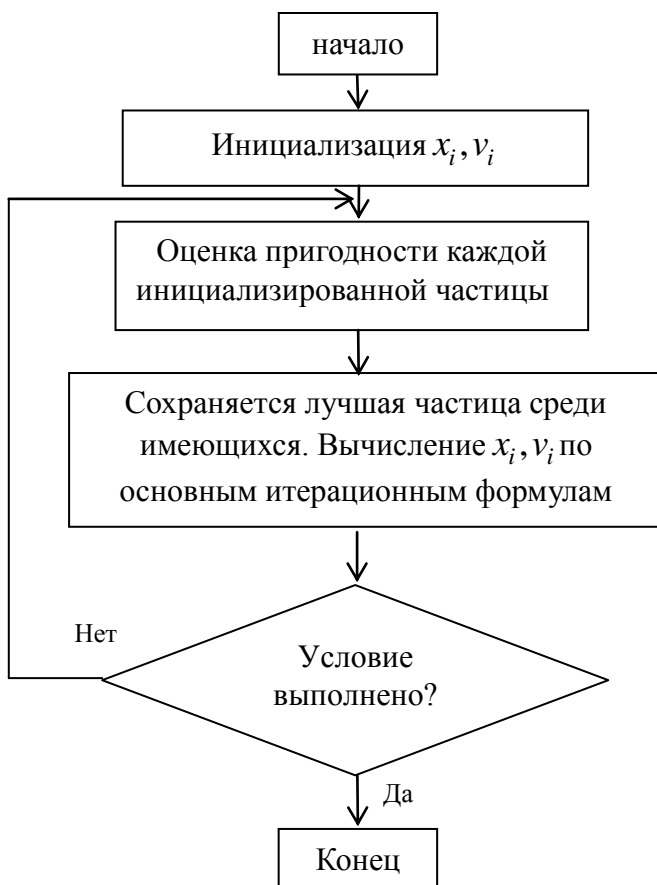 начало
Инициализация x_i, v_i
Оценка пригодности каждой
инициализированной частицы
Сохраняется лучшая частица среди
имеющихся. Вычисление x_i, v_i по
основным итерационным формулам
Нет
Условие
выполнено?
Да
Конец